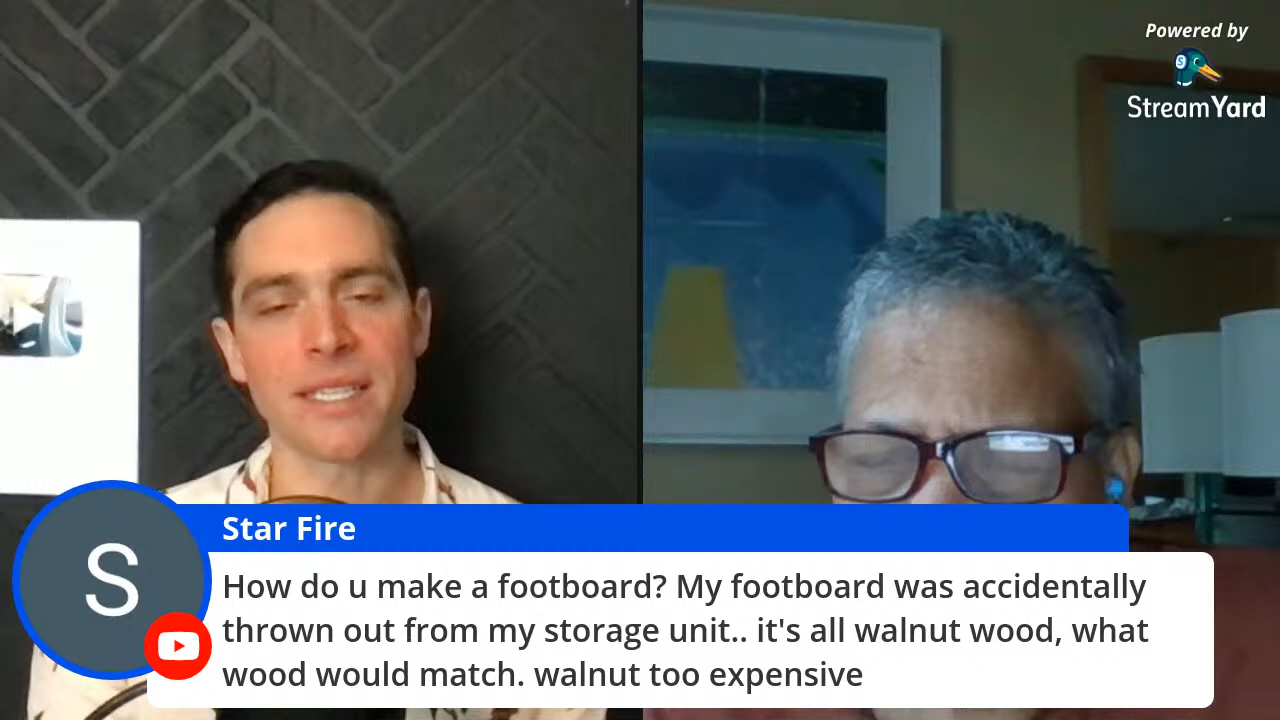 Powered by
StreamYard
Star Fire
S
How do u make a footboard? My footboard was accidentally
thrown out from my storage unit.. it's all walnut wood, what
wood would match. walnut too expensive